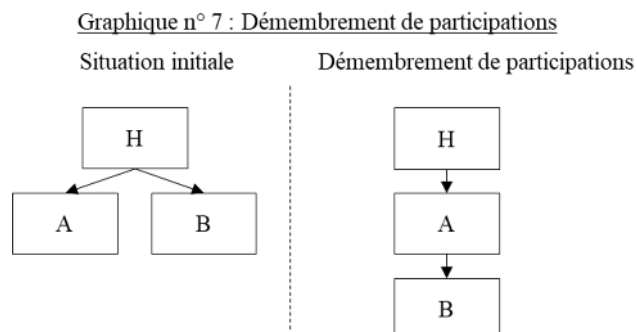 Graphique n° 7 : Démembrement de participations
Situation initiale
Démembrement de participations
H
A
B
H
A
B